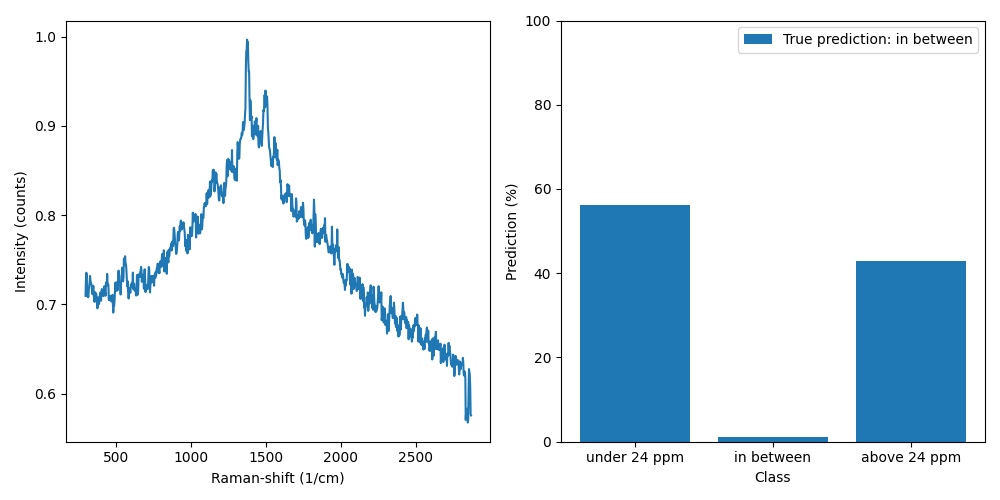 1.0
0.9
0.8
0.7
0.6
Intensity (counts)
500 1000 1500 2000 2500
Raman-shift (1/cm)
100
80
60
40
20
0
Prediction (%)
True prediction: in between
under 24 ppm in between above 24 ppm
Class